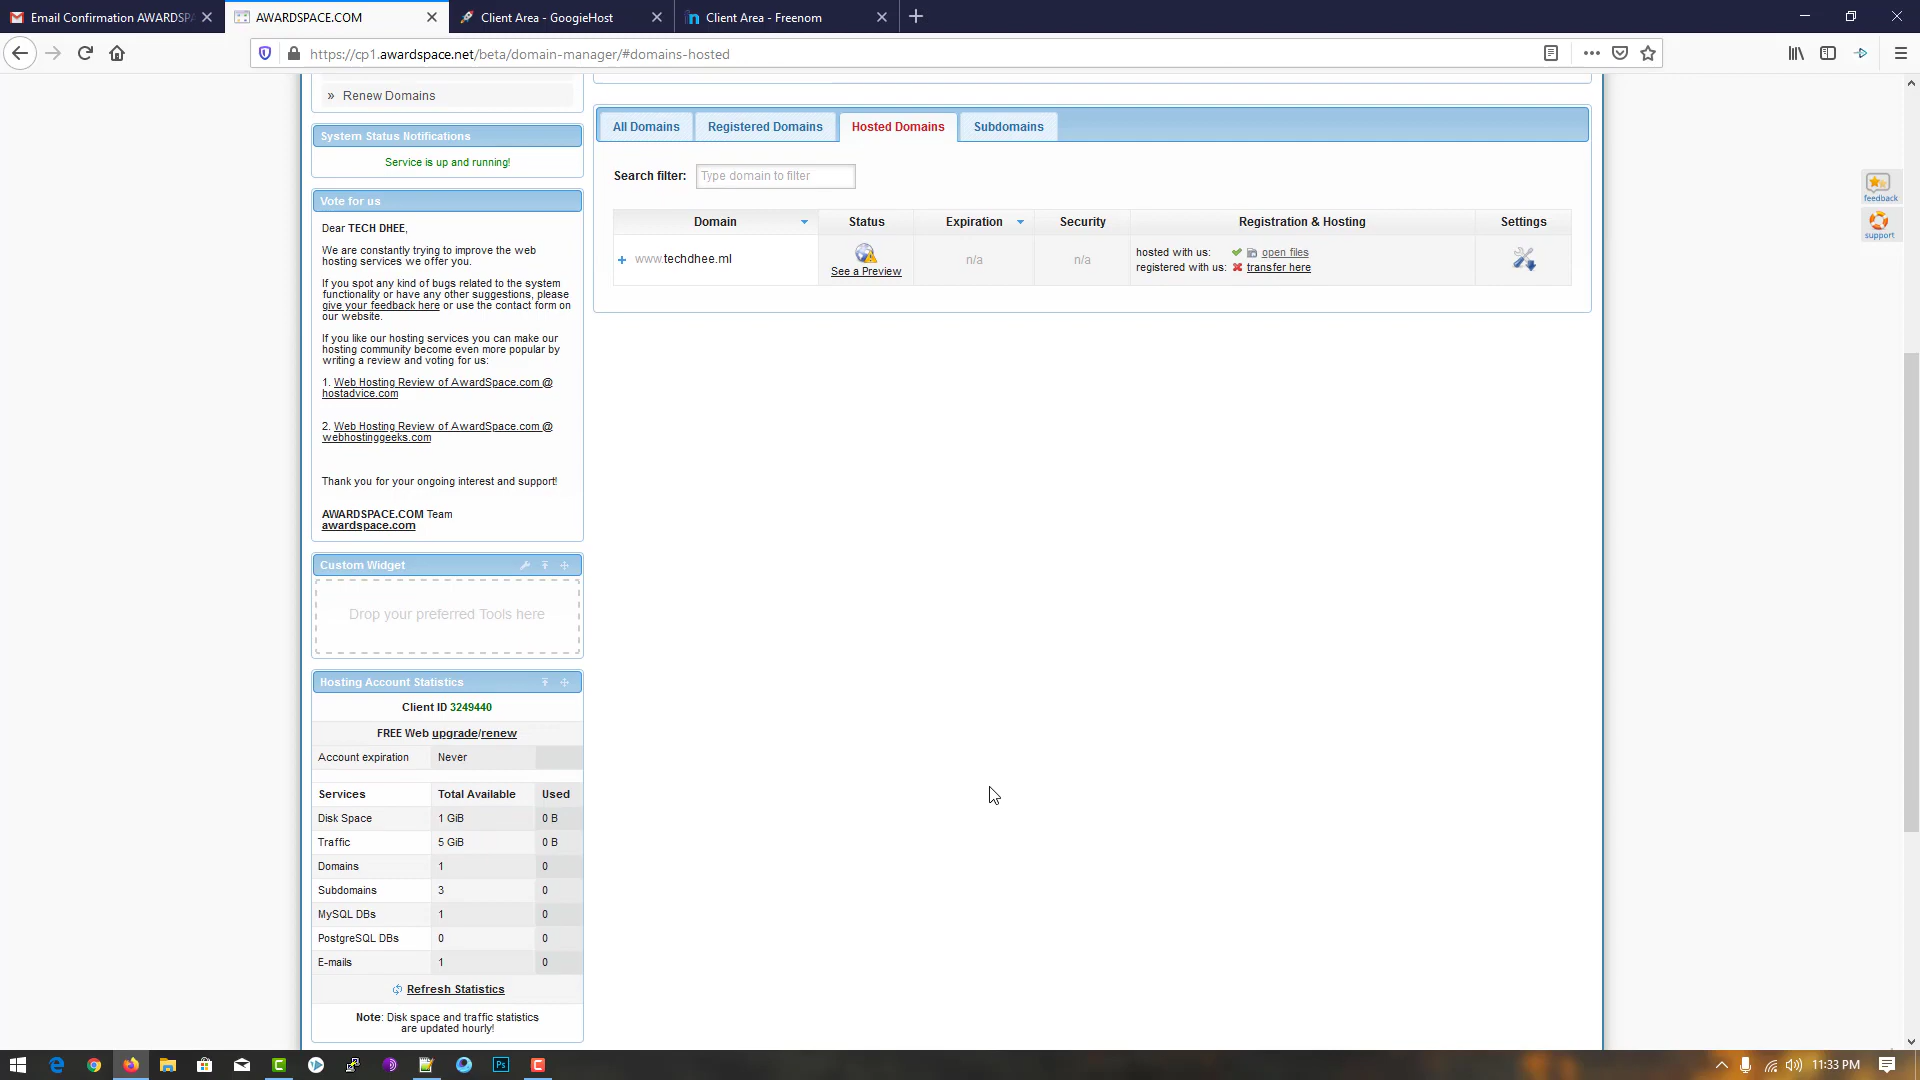 Email Confirmation AWARDSPA
AWARDSPACE.COM
Client Area - GoogieHost
Client Area - Freenom
https://cp1.awardspace.net/beta/domain-manager/#domains-hosted
» Renew Domains
System Status Notifications
Service is up and running!
Vote for us
Dear TECH DHEE,
We are constantly trying to improve the web
hosting services we offer you.
If you spot any kind of bugs related to the system
functionality or have any other suggestions, please
give your feedback here or use the contact form on
our website.
If you like our hosting services you can make our
hosting community become even more popular by
writing a review and voting for us:
1. Web Hosting Review of AwardSpace.com @
hostadvice.com
2. Web Hosting Review of AwardSpace.com @
webhostinggeeks.com
Thank you for your ongoing interest and support!
AWARDSPACE.COM Team
awardspace.com
Custom Widget
Drop your preferred Tools here
Hosting Account Statistics
Client ID 3249440
FREE Web upgrade/renew
Account expiration Never
Services Total Available Used
Disk Space 1 GiB 0 B
Traffic 5 GiB 0 B
Domains 1 0
Subdomains 3 0
MySQL DBs 1 0
PostgreSQL DBs 0 0
E-mails 1 0
Refresh Statistics
Note: Disk space and traffic statistics
are updated hourly!
All Domains Registered Domains Hosted Domains Subdomains
Search filter: Type domain to filter
Domain Status Expiration Security Registration & Hosting Settings
www.techdhee.ml See a Preview n/a n/a
hosted with us: open files
registered with us: transfer here
feedback
support
Ps
11:33 PM